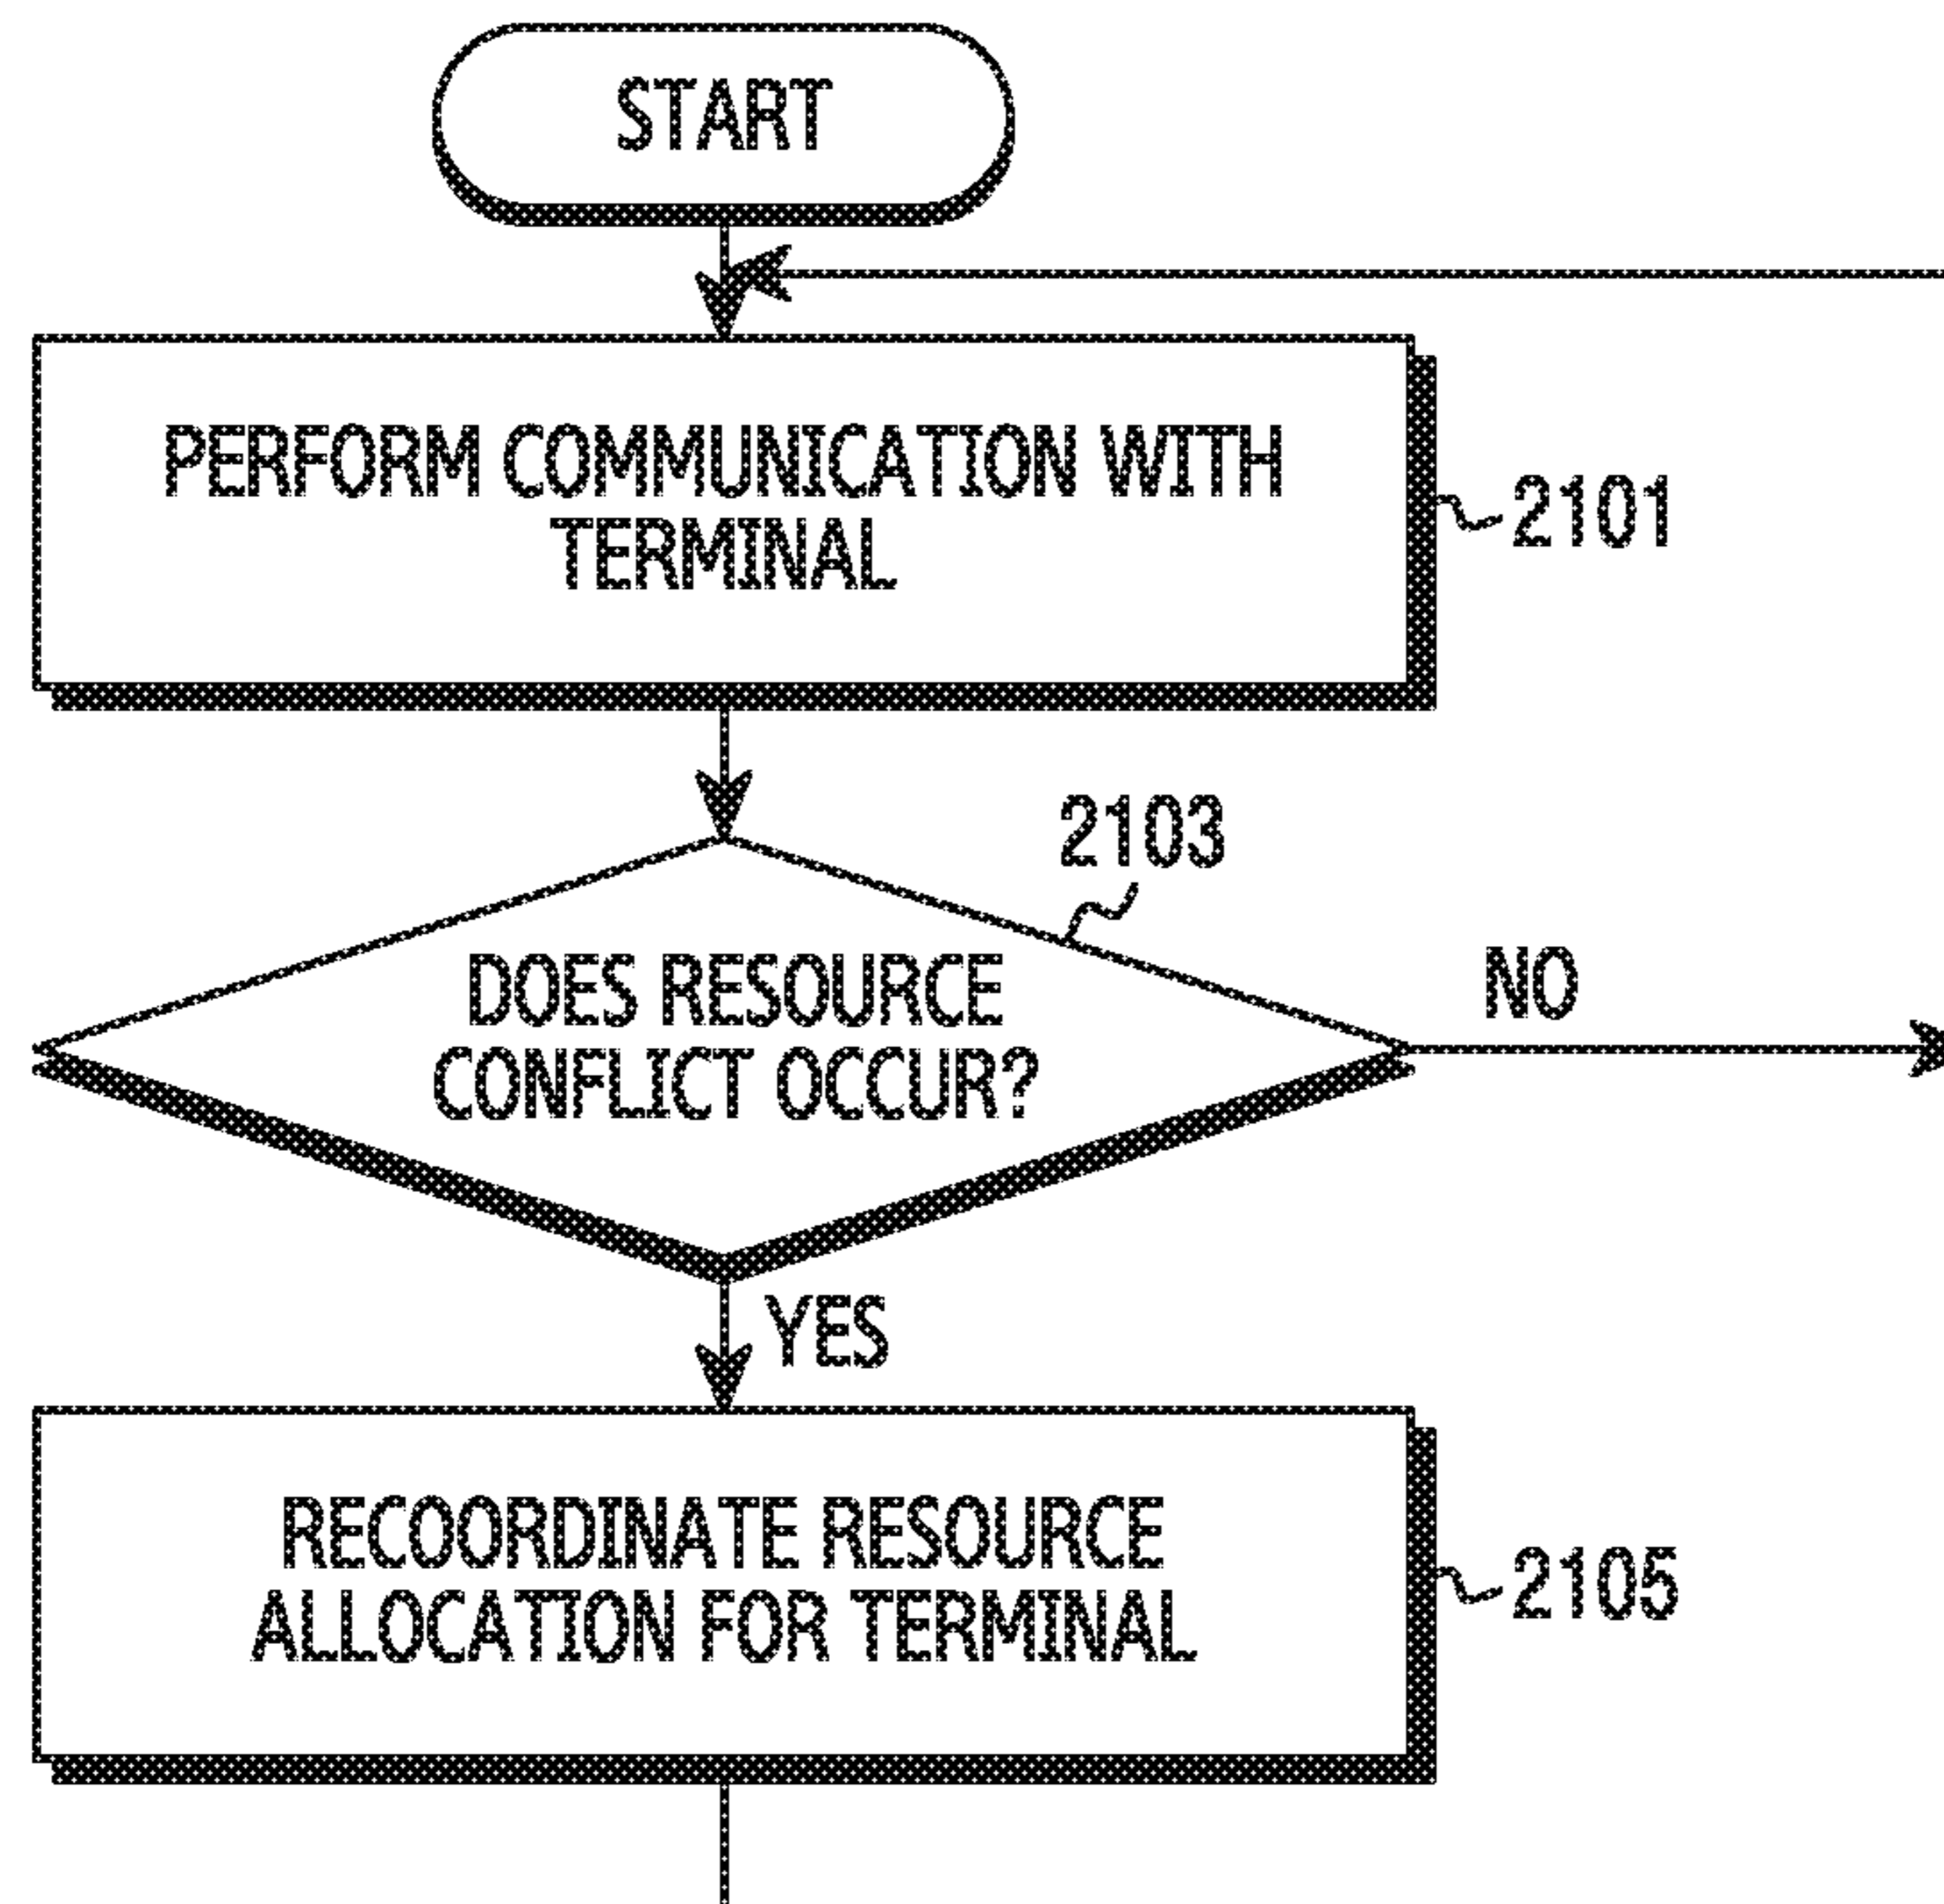 START
PERFORM COMMUNICATION WITH
TERMINAL
2101
2103
DOES RESOURCE
CONFLICT OCCUR?
NO
YES
RECOORDINATE RESOURCE
ALLOCATION FOR TERMINAL
2105